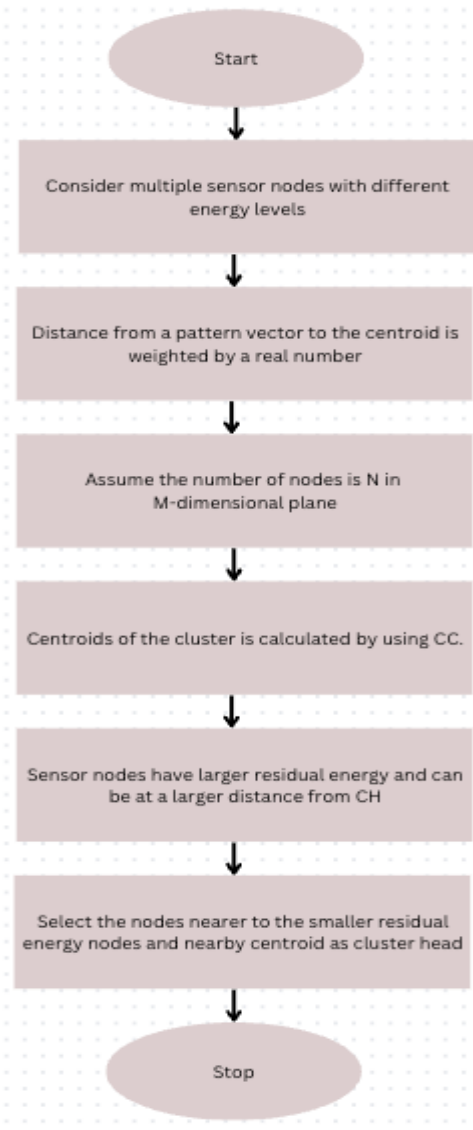 Start
Consider multiple sensor nodes with different
energy levels
Distance from a pattern vector to the centroid is
weighted by a real number
Assume the number of nodes is N in
M-dimensional plane
Centroids of the cluster is calculated by using CC.
Sensor nodes have larger residual energy and can
be at a larger distance from CH
Select the nodes nearer to the smaller residual
energy nodes and nearby centroid as cluster head
Stop